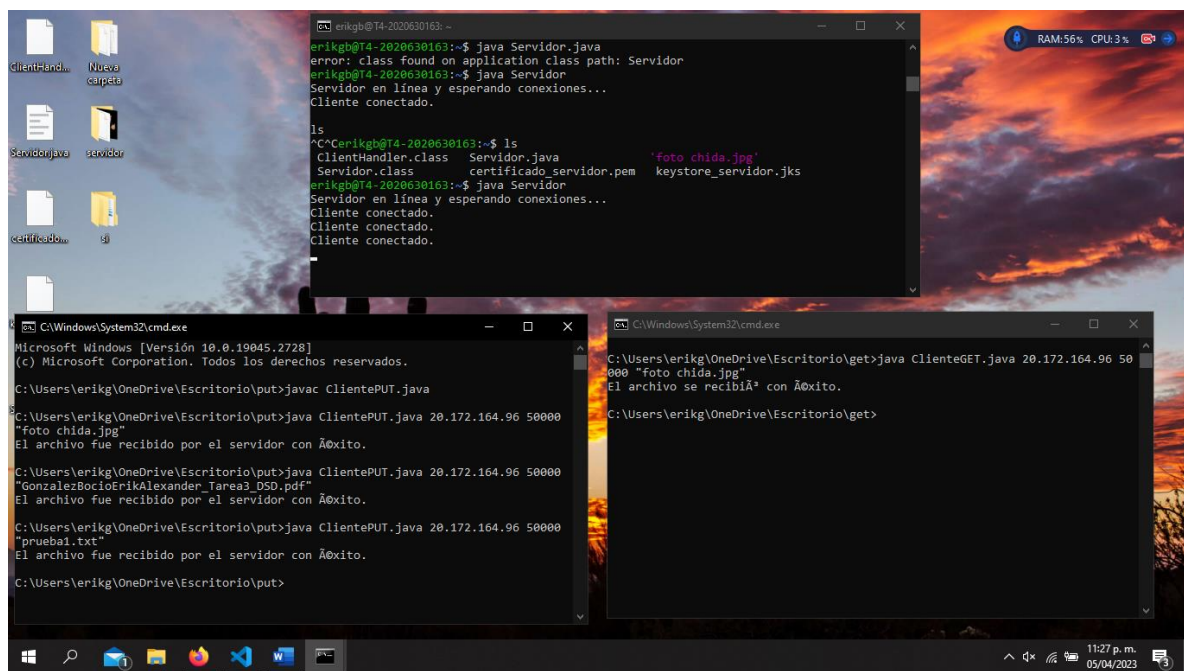 ClientHand...
Nueva
carpeta
Servidor.java
servidor
certificado...
si
erikgb@T4-2020630163: ~
erikgb@T4-2020630163:~$ java Servidor.java
error: class found on application class path: Servidor
erikgb@T4-2020630163:~$ java Servidor
Servidor en línea y esperando conexiones...
Cliente conectado.
ls
^C^Cerikgb@T4-2020630163:~$ ls
ClientHandler.class Servidor.java 'foto chida.jpg'
Servidor.class certificado_servidor.pem keystore_servidor.jks
erikgb@T4-2020630163:~$ java Servidor
Servidor en línea y esperando conexiones...
Cliente conectado.
Cliente conectado.
Cliente conectado.
RAM:56% CPU:3%
C:\Windows\System32\cmd.exe
Microsoft Windows [Versión 10.0.19045.2728]
(c) Microsoft Corporation. Todos los derechos reservados.
C:\Users\erikg\OneDrive\Escritorio\put>javac ClientePUT.java
C:\Users\erikg\OneDrive\Escritorio\put>java ClientePUT.java 20.172.164.96 50000
"foto chida.jpg"
El archivo fue recibido por el servidor con Ã©xito.
C:\Users\erikg\OneDrive\Escritorio\put>java ClientePUT.java 20.172.164.96 50000
"GonzalezBocioErikAlexander_Tarea3_DSD.pdf"
El archivo fue recibido por el servidor con Ã©xito.
C:\Users\erikg\OneDrive\Escritorio\put>java ClientePUT.java 20.172.164.96 50000
"prueba1.txt"
El archivo fue recibido por el servidor con Ã©xito.
C:\Users\erikg\OneDrive\Escritorio\put>
C:\Windows\System32\cmd.exe
C:\Users\erikg\OneDrive\Escritorio\get>java ClienteGET.java 20.172.164.96 50
000 "foto chida.jpg"
El archivo se recibiÃ³ con Ã©xito.
C:\Users\erikg\OneDrive\Escritorio\get>
11:27 p. m.
05/04/2023